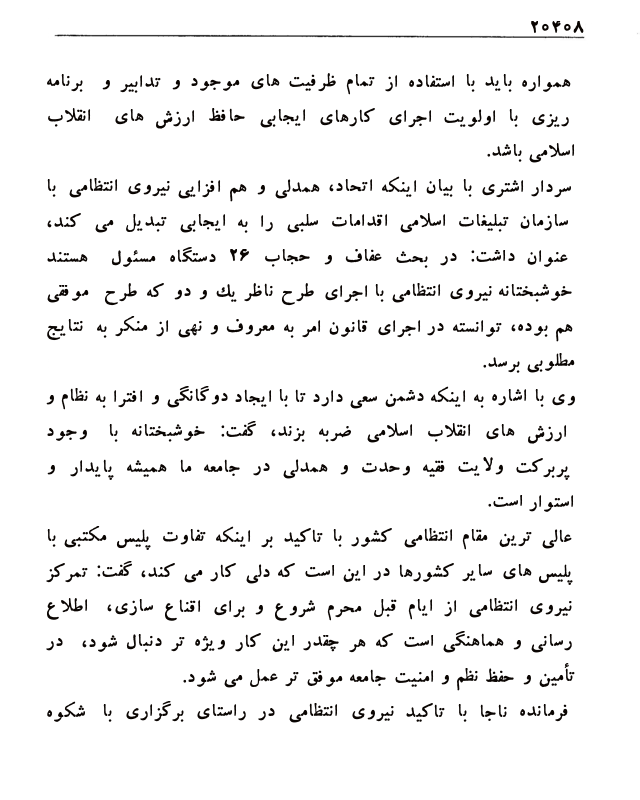 ۲۰۴۰۸
همواره باید با استفاده از تمام ظرفیت های موجود و تدابیر و برنامه
ریزی با اولویت اجرای کارهای ایجابی حافظ ارزش های انقلاب
اسلامی باشد.
سردار اشتری با بیان اینکه اتحاد، همدلی و هم افزایی نیروی انتظامی با
سازمان تبلیغات اسلامی اقدامات سلبی را به ایجابی تبدیل می کند،
عنوان داشت: در بحث عفاف و حجاب ۲۶ دستگاه مسئول هستند
خوشبختانه نیروی انتظامی با اجرای طرح ناظر یك و دو که طرح موفقی
هم بوده، توانسته در اجرای قانون امر به معروف و نهی از منکر به نتایج
مطلوبی برسد.
وی با اشاره به اینکه دشمن سعی دارد تا با ایجاد دوگانگی و افترا به نظام و
ارزش های انقلاب اسلامی ضربه بزند، گفت: خوشبختانه با وجود
پربرکت ولایت فقیه وحدت و همدلی در جامعه ما همیشه پایدار و
استوار است.
عالی ترین مقام انتظامی کشور با تاکید بر اینکه تفاوت پلیس مکتبی با
پلیس های سایر کشورها در این است که دلی کار می کند، گفت: تمرکز
نیروی انتظامی از ایام قبل محرم شروع و برای اقناع سازی، اطلاع
رسانی و هماهنگی است که هر چقدر این کار ویژه تر دنبال شود، در
تأمین و حفظ نظم و امنیت جامعه موفق تر عمل می شود.
فرمانده ناجا با تاکید نیروی انتظامی در راستای برگزاری با شکوه